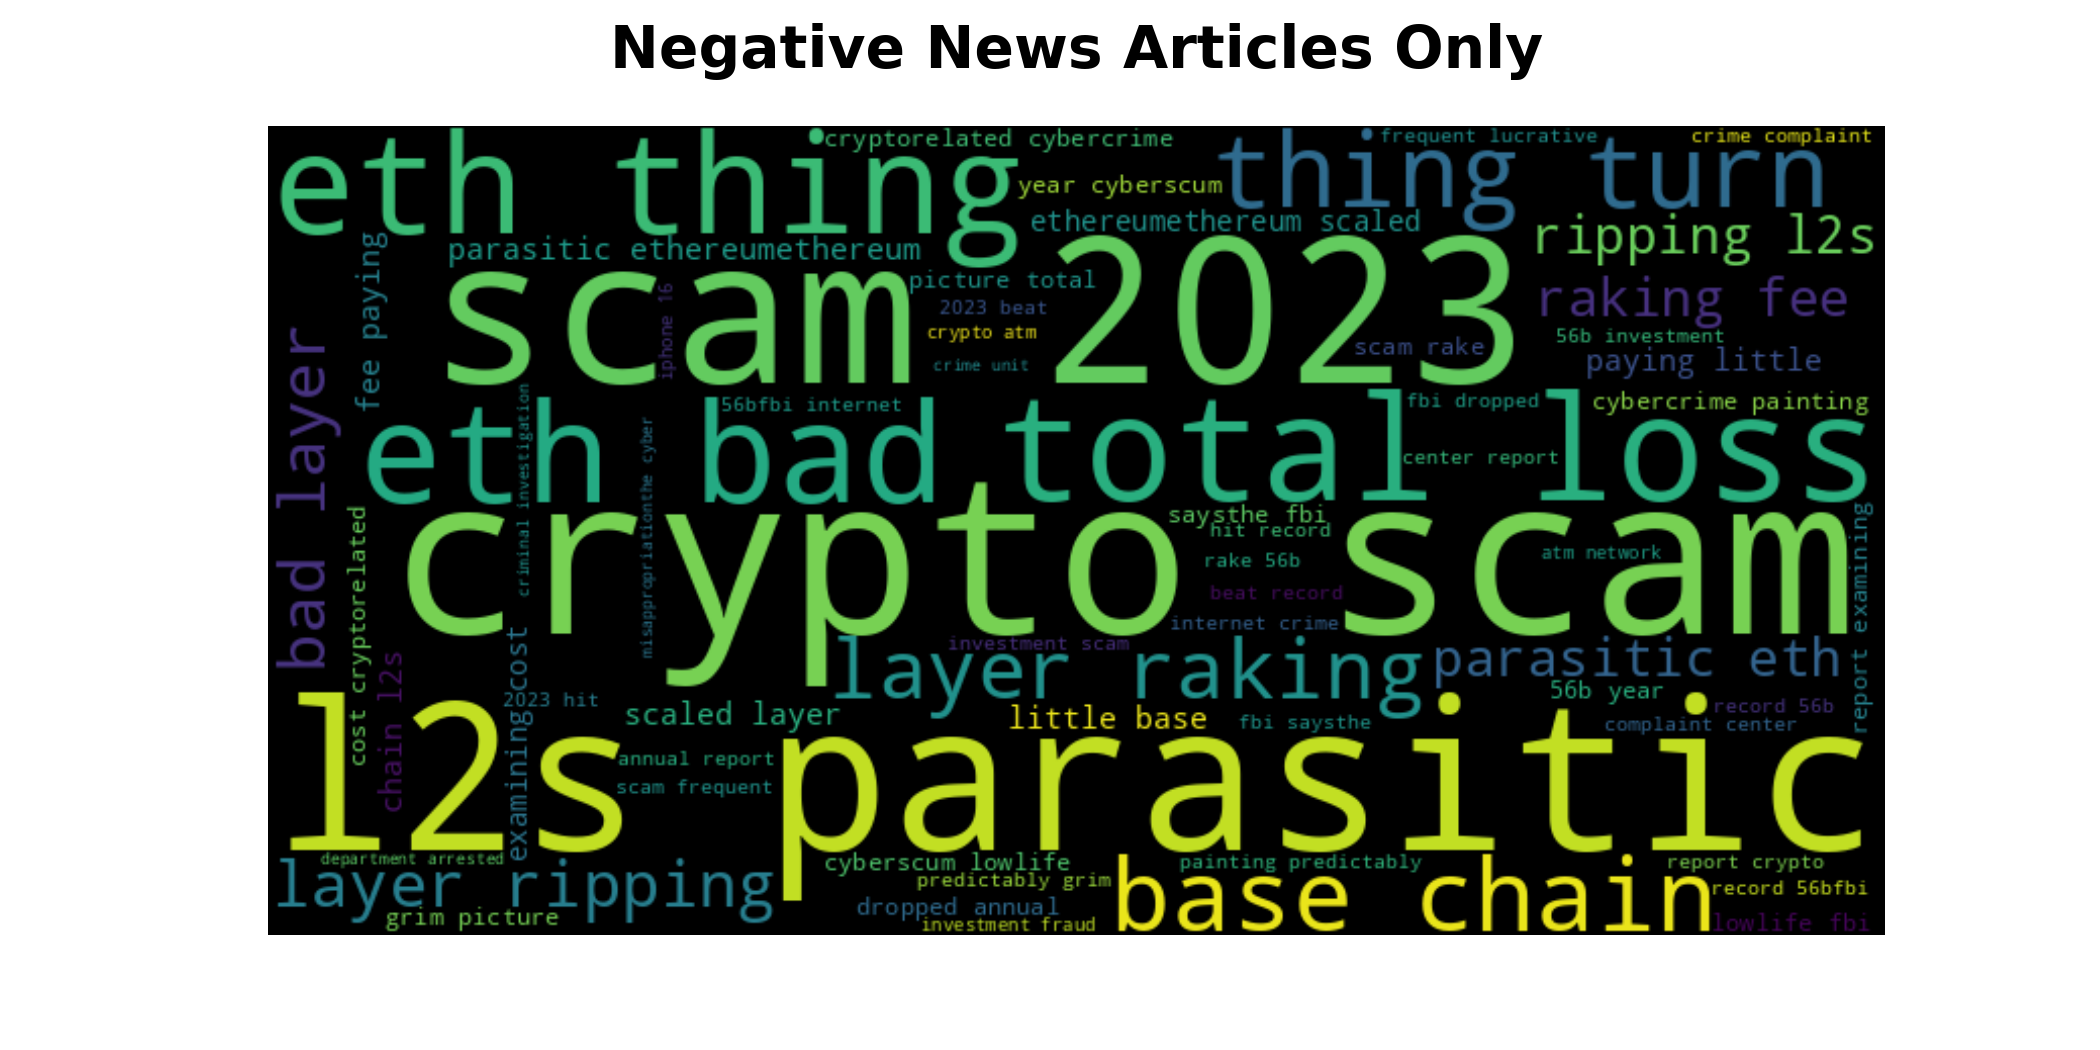 Negative News Articles Only
eth thing
cryptorelated cybercrime
thing turn
frequent lucrative
crime complaint
year cyberscum
ethereumethereum scaled
ripping l2s
parasitic ethereumethereum
fee paying
scam 2023
picture total
2023 beat
crypto atm
crime unit
iphone 16
scam rake
raking fee
56b investment
paying little
bad layer
eth bad
56bfbi internet
total loss
fbi dropped
cybercrime painting
center report
criminal investigation
misappropriationthe cyber
crypto scam
saysthe fbi
hit record
rake 56b
beat record
internet crime
atm network
report examining
cost cryptorelated
chain l2s
examining cost
investment scam
layer raking
parasitic eth
2023 hit
scaled layer
little base
fbi saysthe
56b year
record 56b
complaint center
l2s parasitic
annual report
scam frequent
department arrested
layer ripping
grim picture
cyberscum lowlife
predictably grim
dropped annual
investment fraud
painting predictably
base chain
report crypto
record 56bfbi
lowlife fbi